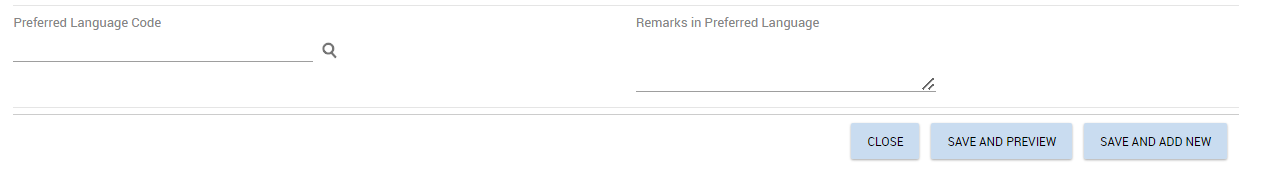 Preferred Language Code
Remarks in Preferred Language
CLOSE
SAVE AND PREVIEW
SAVE AND ADD NEW